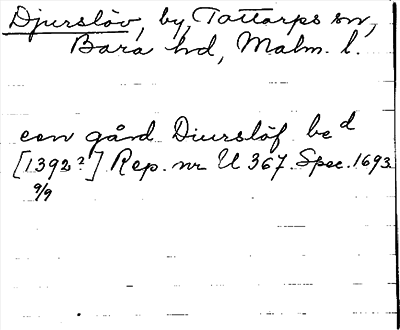 Djurslöv, by, Tottarps sn,
Bara hd, Malm. l.
een gård Diurslöf be d
[1392?] Rep. nr U 367. Spec. 1693
9/9